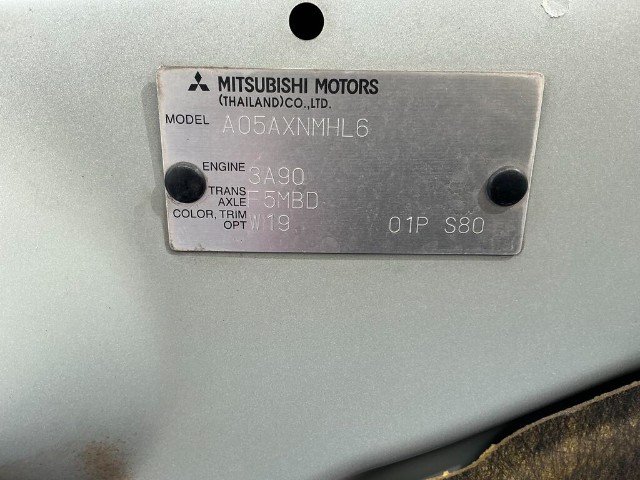 MITSUBISHI MOTORS
(THAILAND)CO.,LTD.
MODEL A05AXNMHL6
ENGINE 3A90
TRANS
AXLE F5MBD
COLOR, TRIM
OPT W19 01P S80